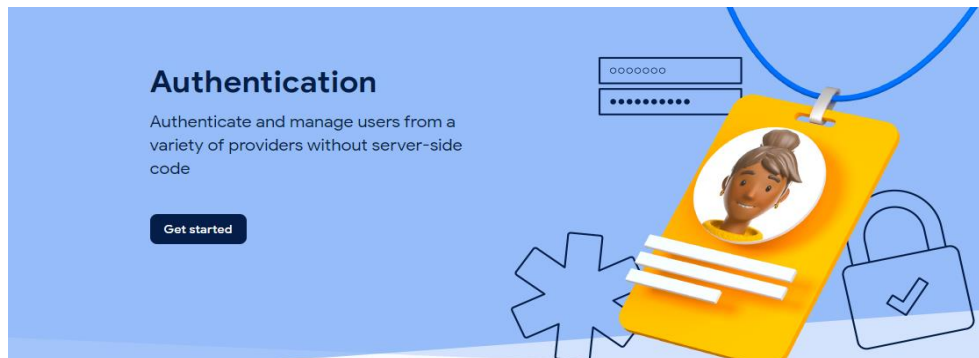 Authentication
Authenticate and manage users from a
variety of providers without server-side
code
Get started